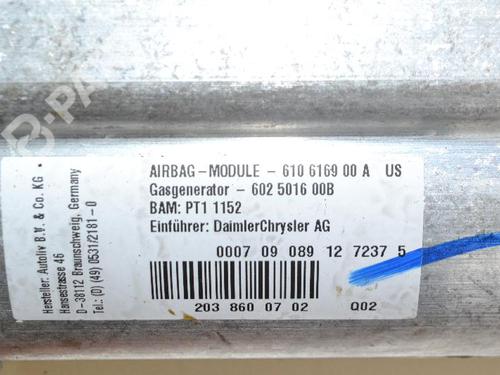 Hersteller: Autoliv B.V. & Co. KG •
Hansestrasse 46
D-38112 Braunschweig, Germany
Tel.: (0) (49) 0531/2181-0
AIRBAG-MODULE - 610 6169 00 A US
Gasgenerator - 602 5016 00B
BAM: PT1 1152
Einführer: DaimlerChrysler AG
0007 09 089 12 7237 5
203 860 07 02 Q02
B-PARTS